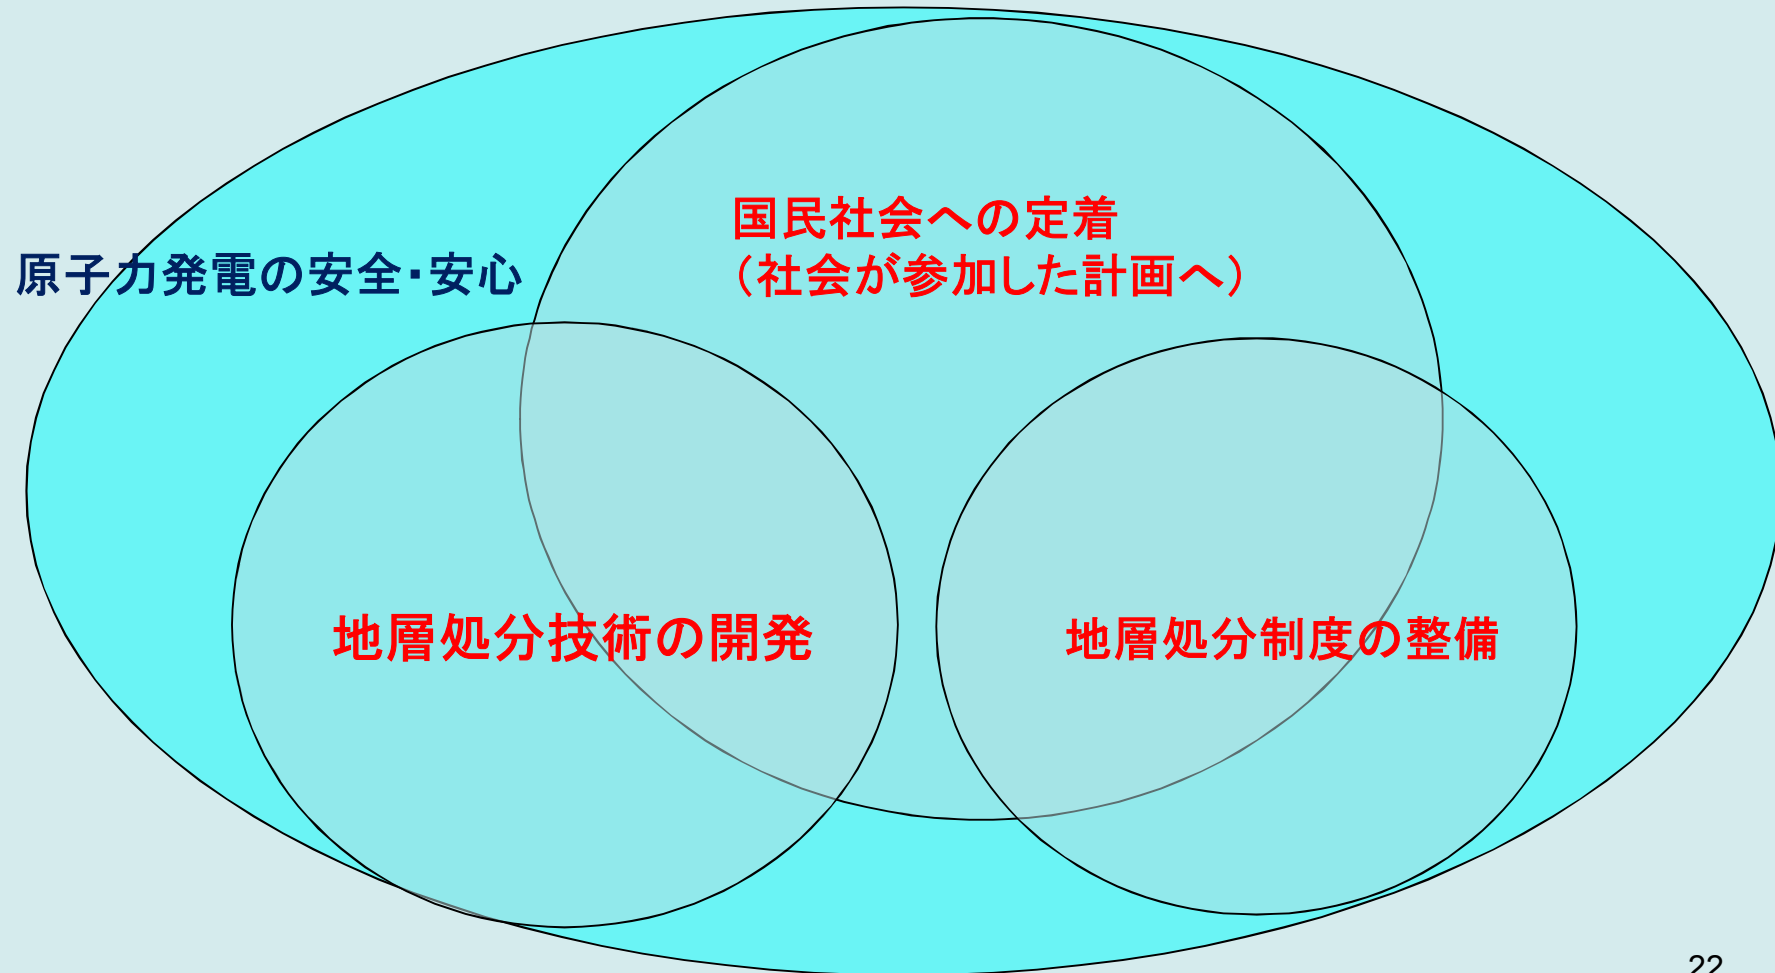 国民社会への定着
（社会が参加した計画へ）
原子力発電の安全・安心
地層処分技術の開発
地層処分制度の整備
22